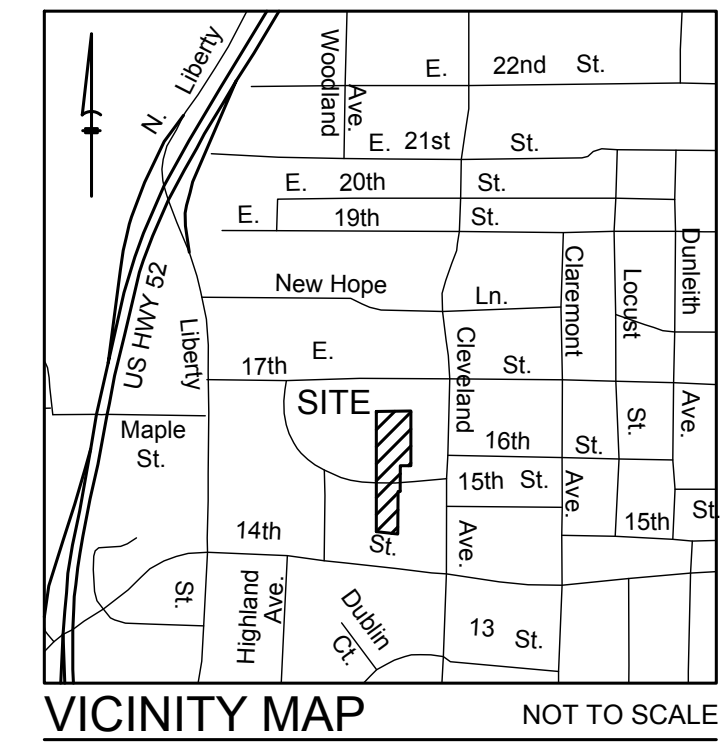 N. Liberty
Woodland Ave.
E. 22nd St.
E. 21st St.
E. 20th St.
E. 19th St.
New Hope Ln.
Claremont
Locust
Dunleith
US HWY 52
Liberty
17th E. St.
Cleveland
SITE
Maple
St.
16th St.
St.
Ave.
15th St.
Ave.
15th St.
14th St.
Ave.
St.
Highland
Ave.
Dublin
Ct.
13 St.
VICINITY MAP NOT TO SCALE